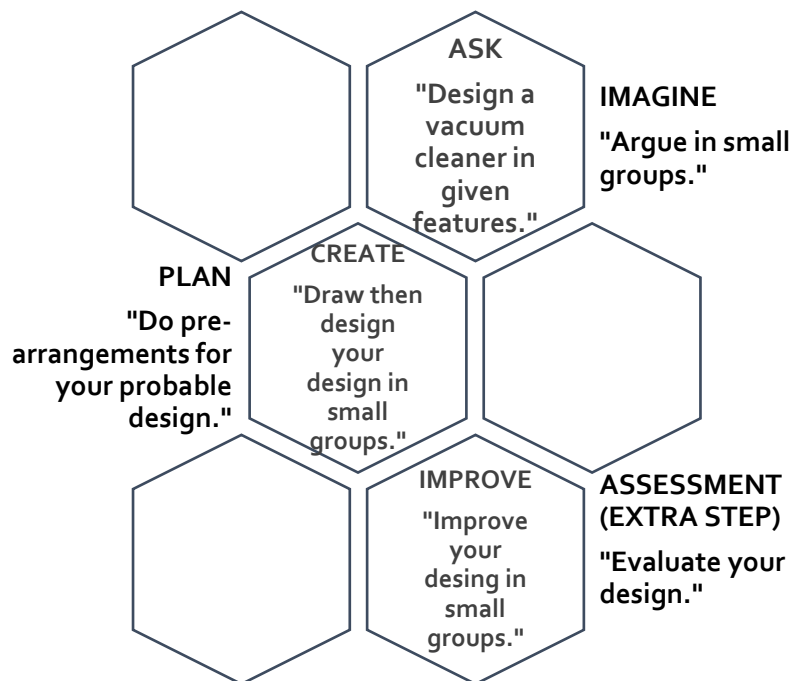 ASK
"Design a
vacuum
cleaner in
given
features."
IMAGINE
"Argue in small
groups."
PLAN
"Do pre-
arrangements for
your probable
design."
CREATE
"Draw then
design
your
design in
small
groups."
IMPROVE
"Improve
your
desing in
small
groups."
ASSESSMENT
(EXTRA STEP)
"Evaluate your
design."